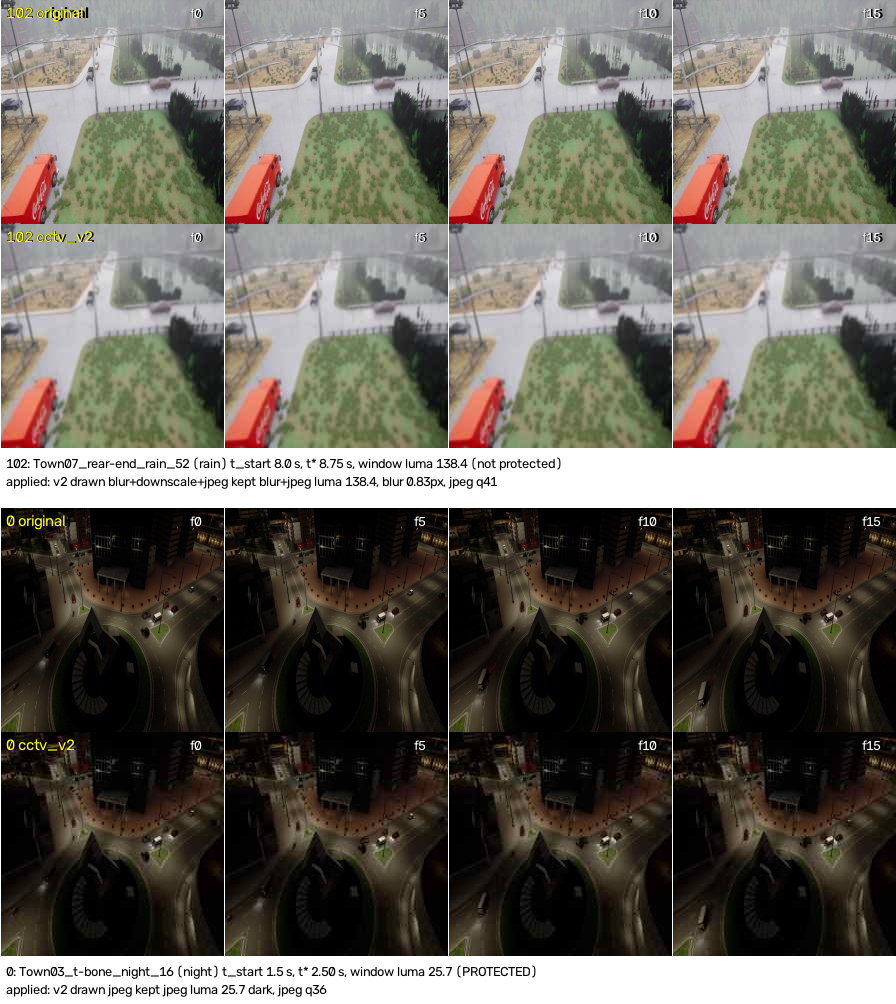 102 original f0 f5 f10 f15
102 cctv_v2 f0 f5 f10 f15
102: Town07_rear-end_rain_52 (rain) t_start 8.0 s, t* 8.75 s, window luma 138.4 (not protected)
applied: v2 drawn blur+downscale+jpeg kept blur+jpeg luma 138.4, blur 0.83px, jpeg q41
0 original f0 f5 f10 f15
0 cctv_v2 f0 f5 f10 f15
0: Town03_t-bone_night_16 (night) t_start 1.5 s, t* 2.50 s, window luma 25.7 (PROTECTED)
applied: v2 drawn jpeg kept jpeg luma 25.7 dark, jpeg q36